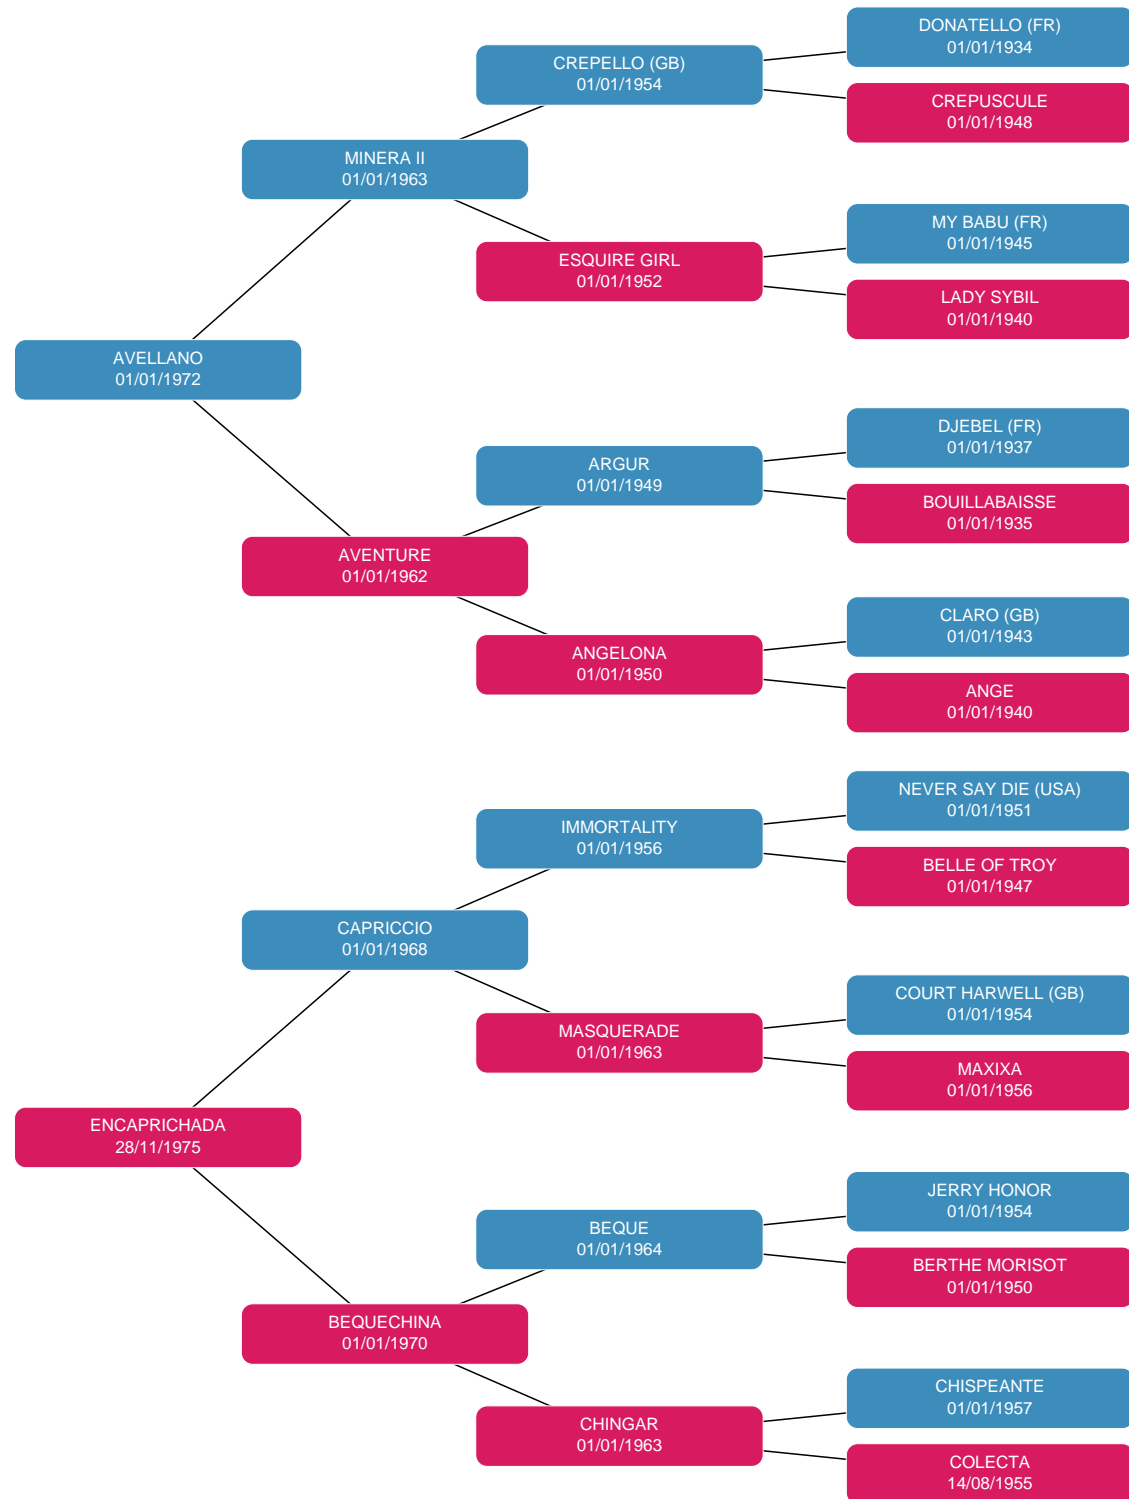 DONATELLO (FR)
01/01/1934
CREPELLO (GB)
01/01/1954
CREPUSCULE
01/01/1948
MINERA II
01/01/1963
MY BABU (FR)
01/01/1945
ESQUIRE GIRL
01/01/1952
LADY SYBIL
01/01/1940
AVELLANO
01/01/1972
DJEBEL (FR)
01/01/1937
ARGUR
01/01/1949
BOUILLABAISSE
01/01/1935
AVENTURE
01/01/1962
CLARO (GB)
01/01/1943
ANGELONA
01/01/1950
ANGE
01/01/1940
NEVER SAY DIE (USA)
01/01/1951
IMMORTALITY
01/01/1956
BELLE OF TROY
01/01/1947
CAPRICCIO
01/01/1968
COURT HARWELL (GB)
01/01/1954
MASQUERADE
01/01/1963
MAXIXA
01/01/1956
ENCAPRICHADA
28/11/1975
JERRY HONOR
01/01/1954
BEQUE
01/01/1964
BERTHE MORISOT
01/01/1950
BEQUECHINA
01/01/1970
CHISPEANTE
01/01/1957
CHINGAR
01/01/1963
COLECTA
14/08/1955